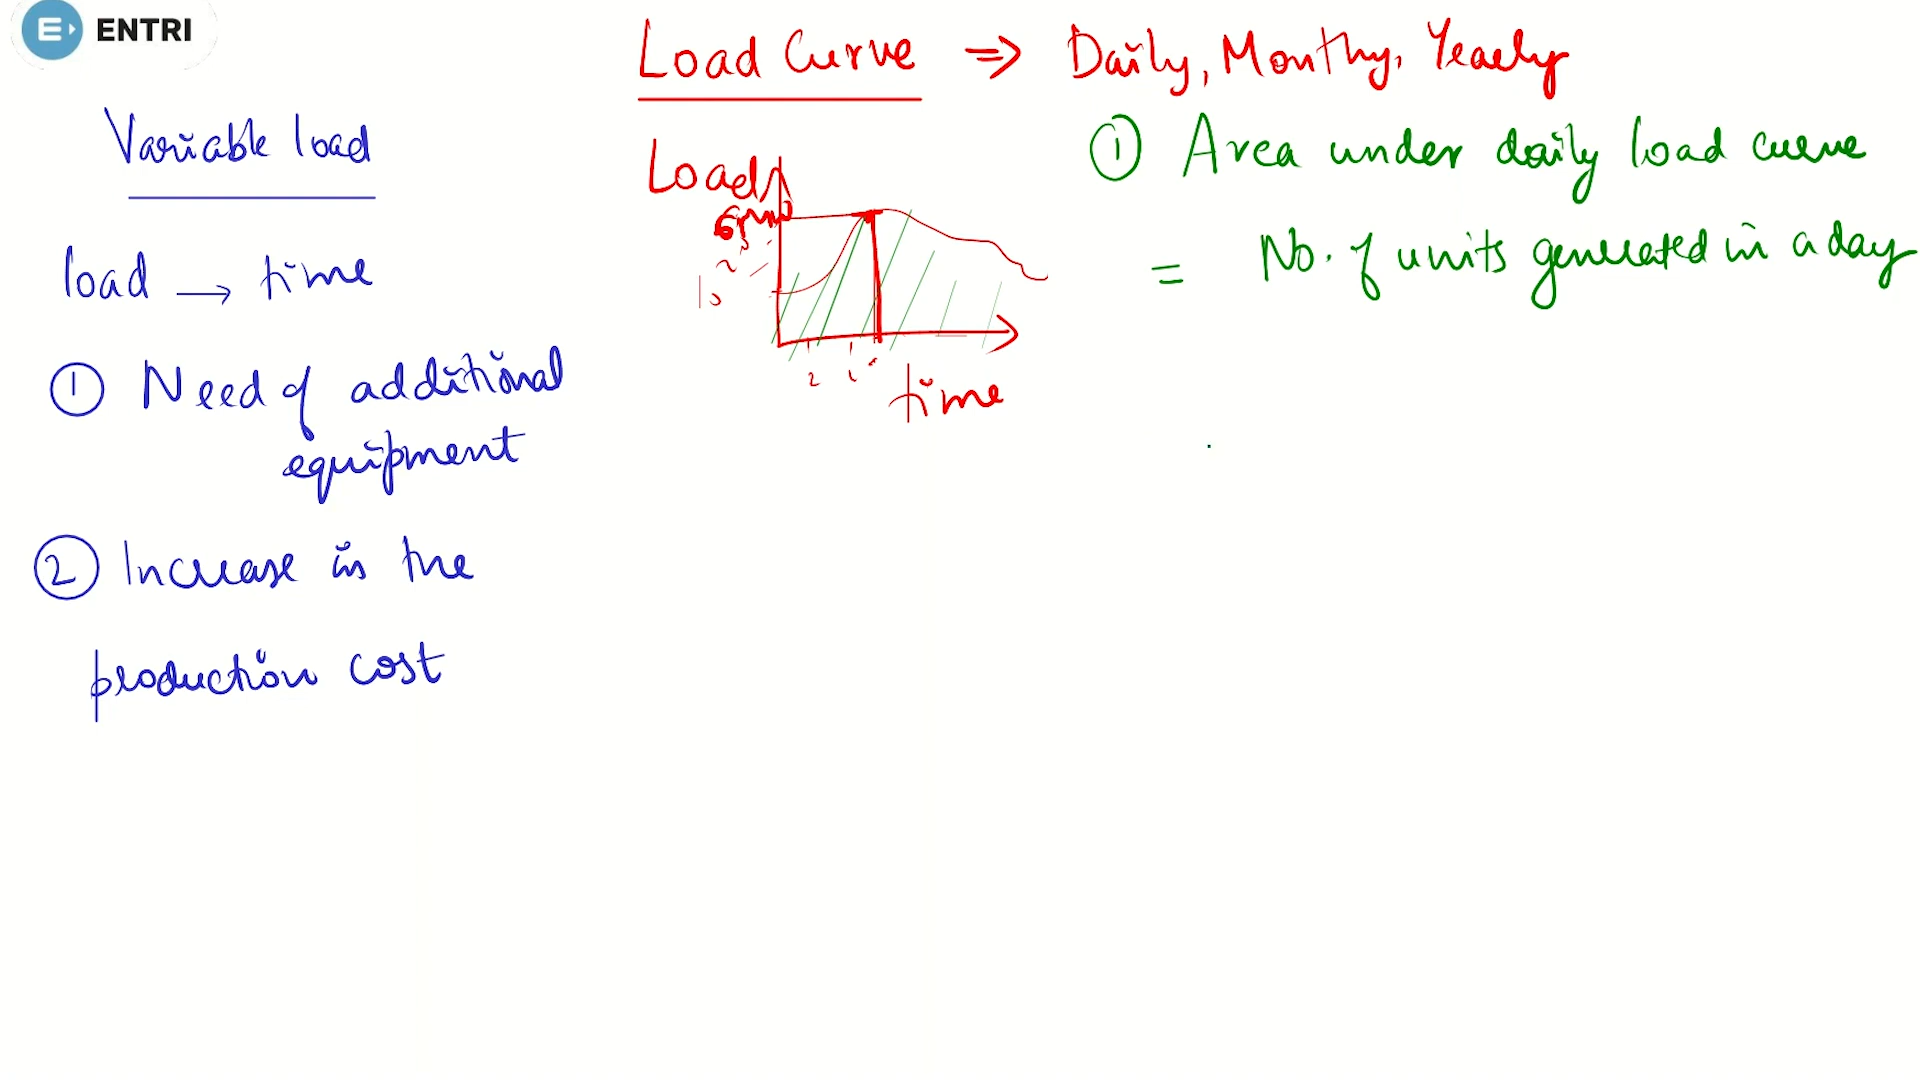 ENTRI
Load Curve ⇒ Daily, Monthy, Yearly
Variable load
load → time
① Need of additional
equipment
② Increase in the
production cost
Load
time
① Area under daily load curve
= No. of units generated in a day